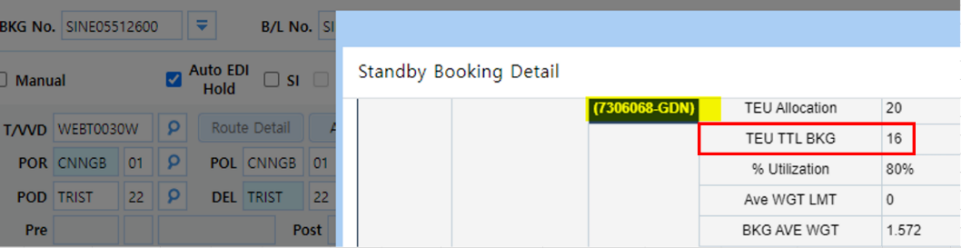 BKG No. SINE05512600 B/L No. SI
Manual Auto EDI Hold SI
T/VVD WEBT0030W Route Detail A
POR CNNGB 01 POL CNNGB 01
POD TRIST 22 DEL TRIST 22
Pre Post
Standby Booking Detail
(7306068-GDN) TEU Allocation 20
TEU TTL BKG 16
% Utilization 80%
Ave WGT LMT 0
BKG AVE WGT 1.572